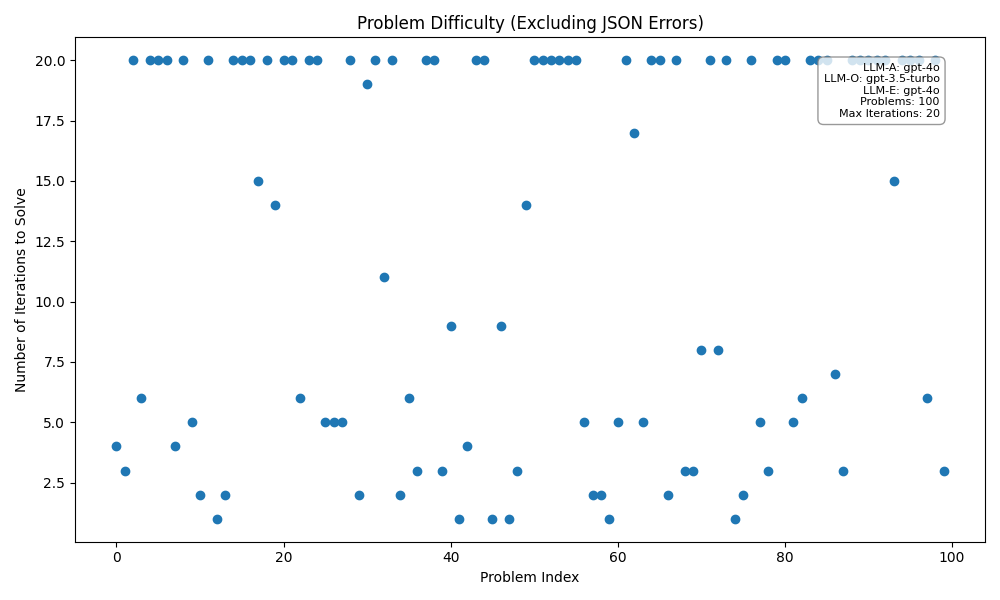 Problem Difficulty (Excluding JSON Errors)
20.0
17.5
15.0
12.5
10.0
7.5
5.0
2.5
Number of Iterations to Solve
LLM-A: gpt-4o
LLM-O: gpt-3.5-turbo
LLM-E: gpt-4o
Problems: 100
Max Iterations: 20
0 20 40 60 80 100
Problem Index